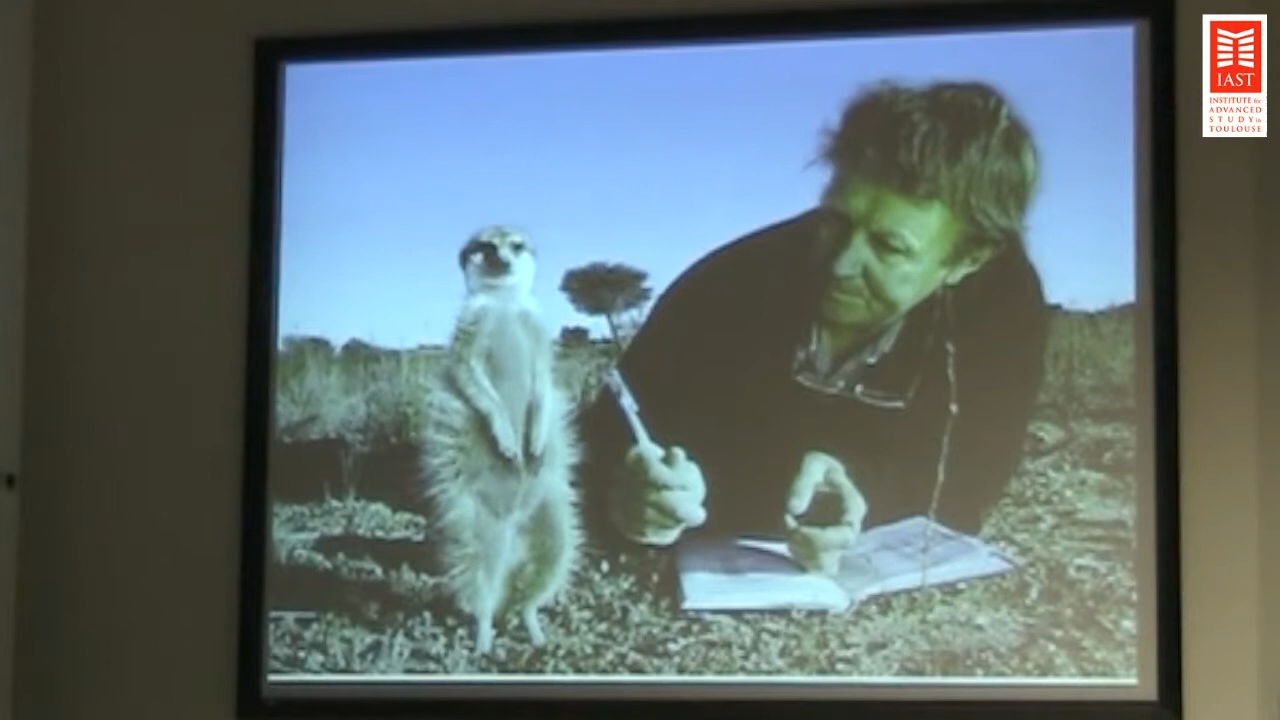 IAST
INSTITUTE for
ADVANCED
STUDY in
TOULOUSE